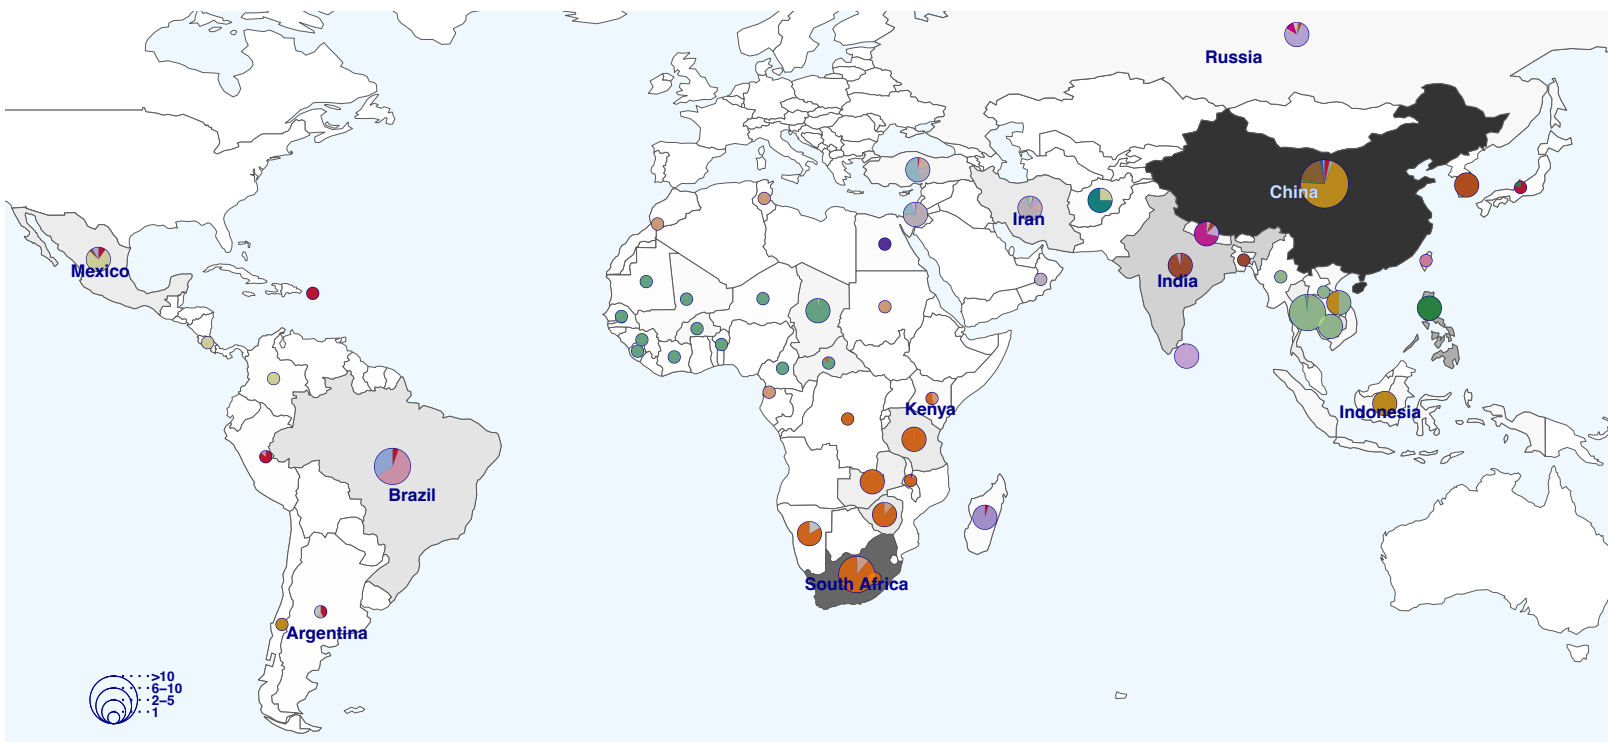 Russia
China
Iran
Mexico
India
Kenya
Indonesia
Brazil
South Africa
Argentina
>10
6–10
2–5
1